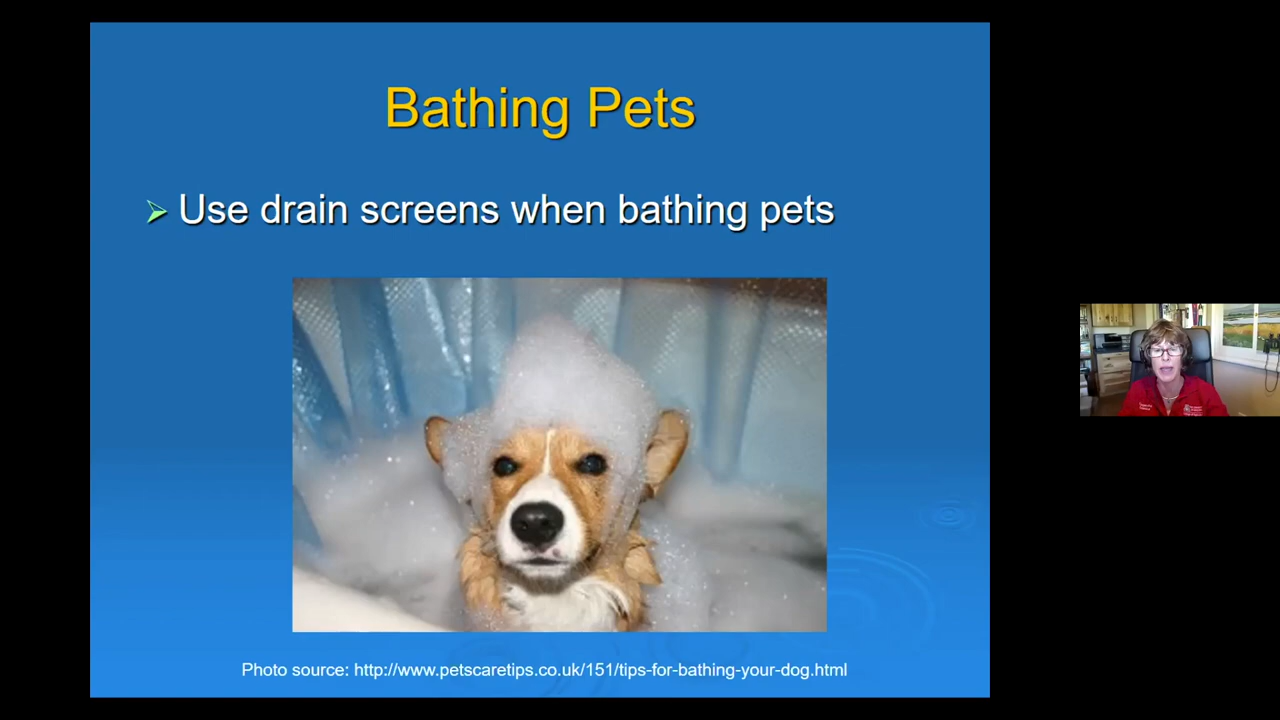 Bathing Pets
Use drain screens when bathing pets
Photo source: http://www.petscaretips.co.uk/151/tips-for-bathing-your-dog.html